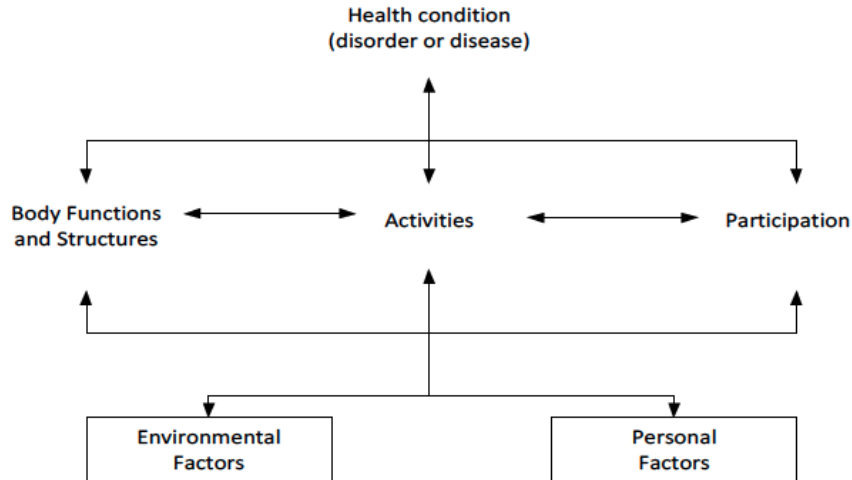 Health condition
(disorder or disease)
Body Functions
and Structures
Activities
Participation
Environmental
Factors
Personal
Factors